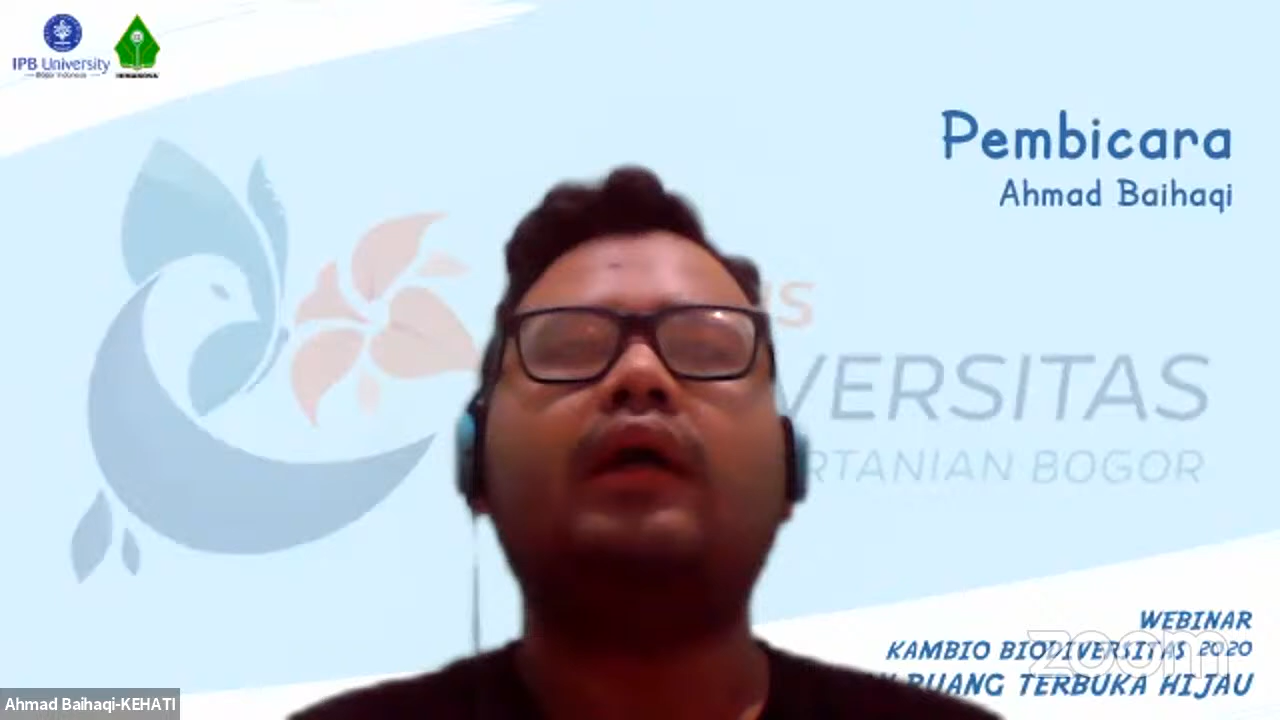 IPB University
Bogor Indonesia
Pembicara
Ahmad Baihaqi
VERSITAS
RTANIAN BOGOR
WEBINAR
KAMBIO BIODIVERSITAS 2020
zoom
RUANG TERBUKA HIJAU
Ahmad Baihaqi-KEHATI